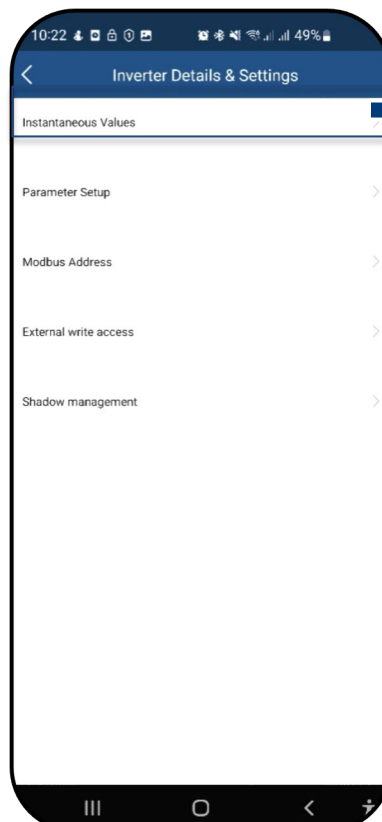 10:22 49%
Inverter Details & Settings
Instantaneous Values
Parameter Setup
Modbus Address
External write access
Shadow management